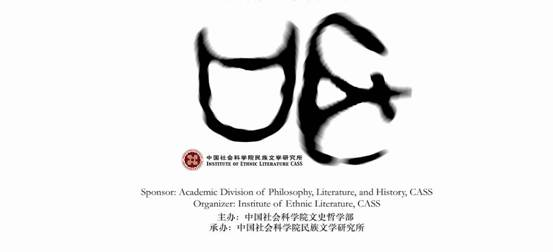 中国社会科学院民族文学研究所
INSTITUTE OF ETHNIC LITERATURE CASS
Sponsor: Academic Division of Philosophy, Literature, and History, CASS
Organizer: Institute of Ethnic Literature, CASS
主办：中国社会科学院文史哲学部
承办：中国社会科学院民族文学研究所